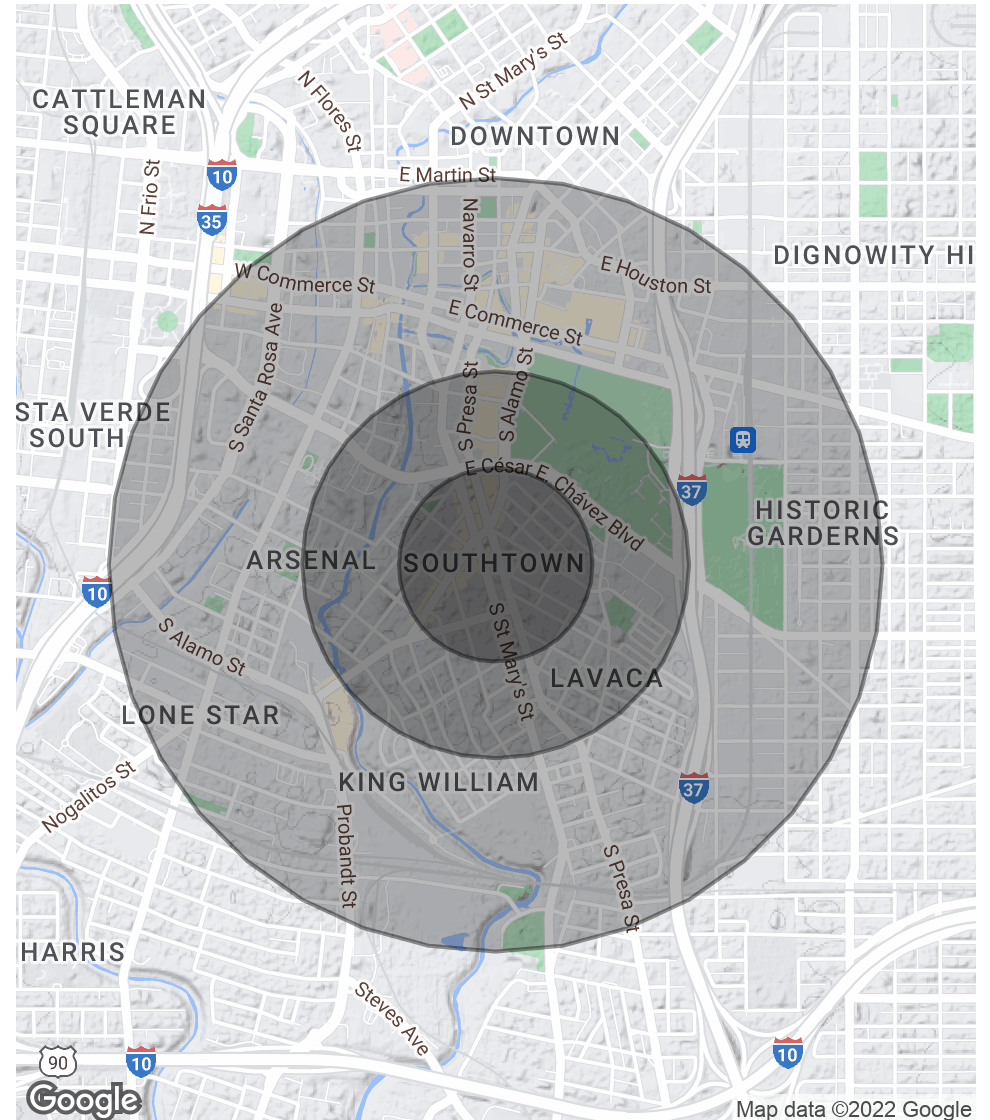 N St Mary's St
N Flores St
CATTLEMAN
SQUARE
DOWNTOWN
E Martin St
10
N Frio St
35
Navarro St
DIGNOWITY HI
E Houston St
W Commerce St
E Commerce St
S Santa Rosa Ave
S Presa St
S Alamo St
STA VERDE
SOUTH
E César E. Chávez Blvd
37
HISTORIC
GARDERNS
ARSENAL
SOUTHTOWN
10
S Alamo St
S St Mary's St
LAVACA
LONE STAR
KING WILLIAM
37
Nogalitos St
Probandt St
S Presa St
HARRIS
Steves Ave
90
10
10
Google
Map data ©2022 Google